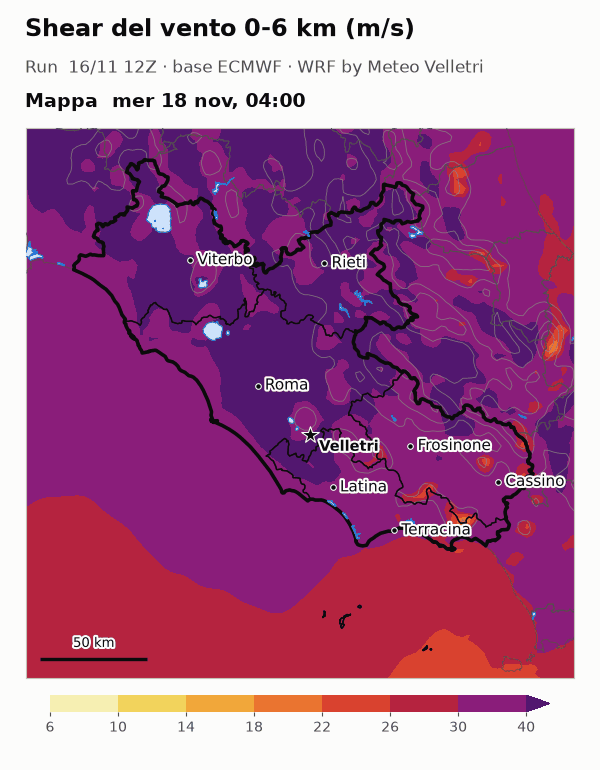 Shear del vento 0-6 km (m/s)
Run  16/11 12Z · base ECMWF · WRF by Meteo Velletri
Mappa  mer 18 nov, 04:00
Viterbo
Rieti
Roma
Velletri
Frosinone
Cassino
Latina
Terracina
50 km
6 10 14 18 22 26 30 40